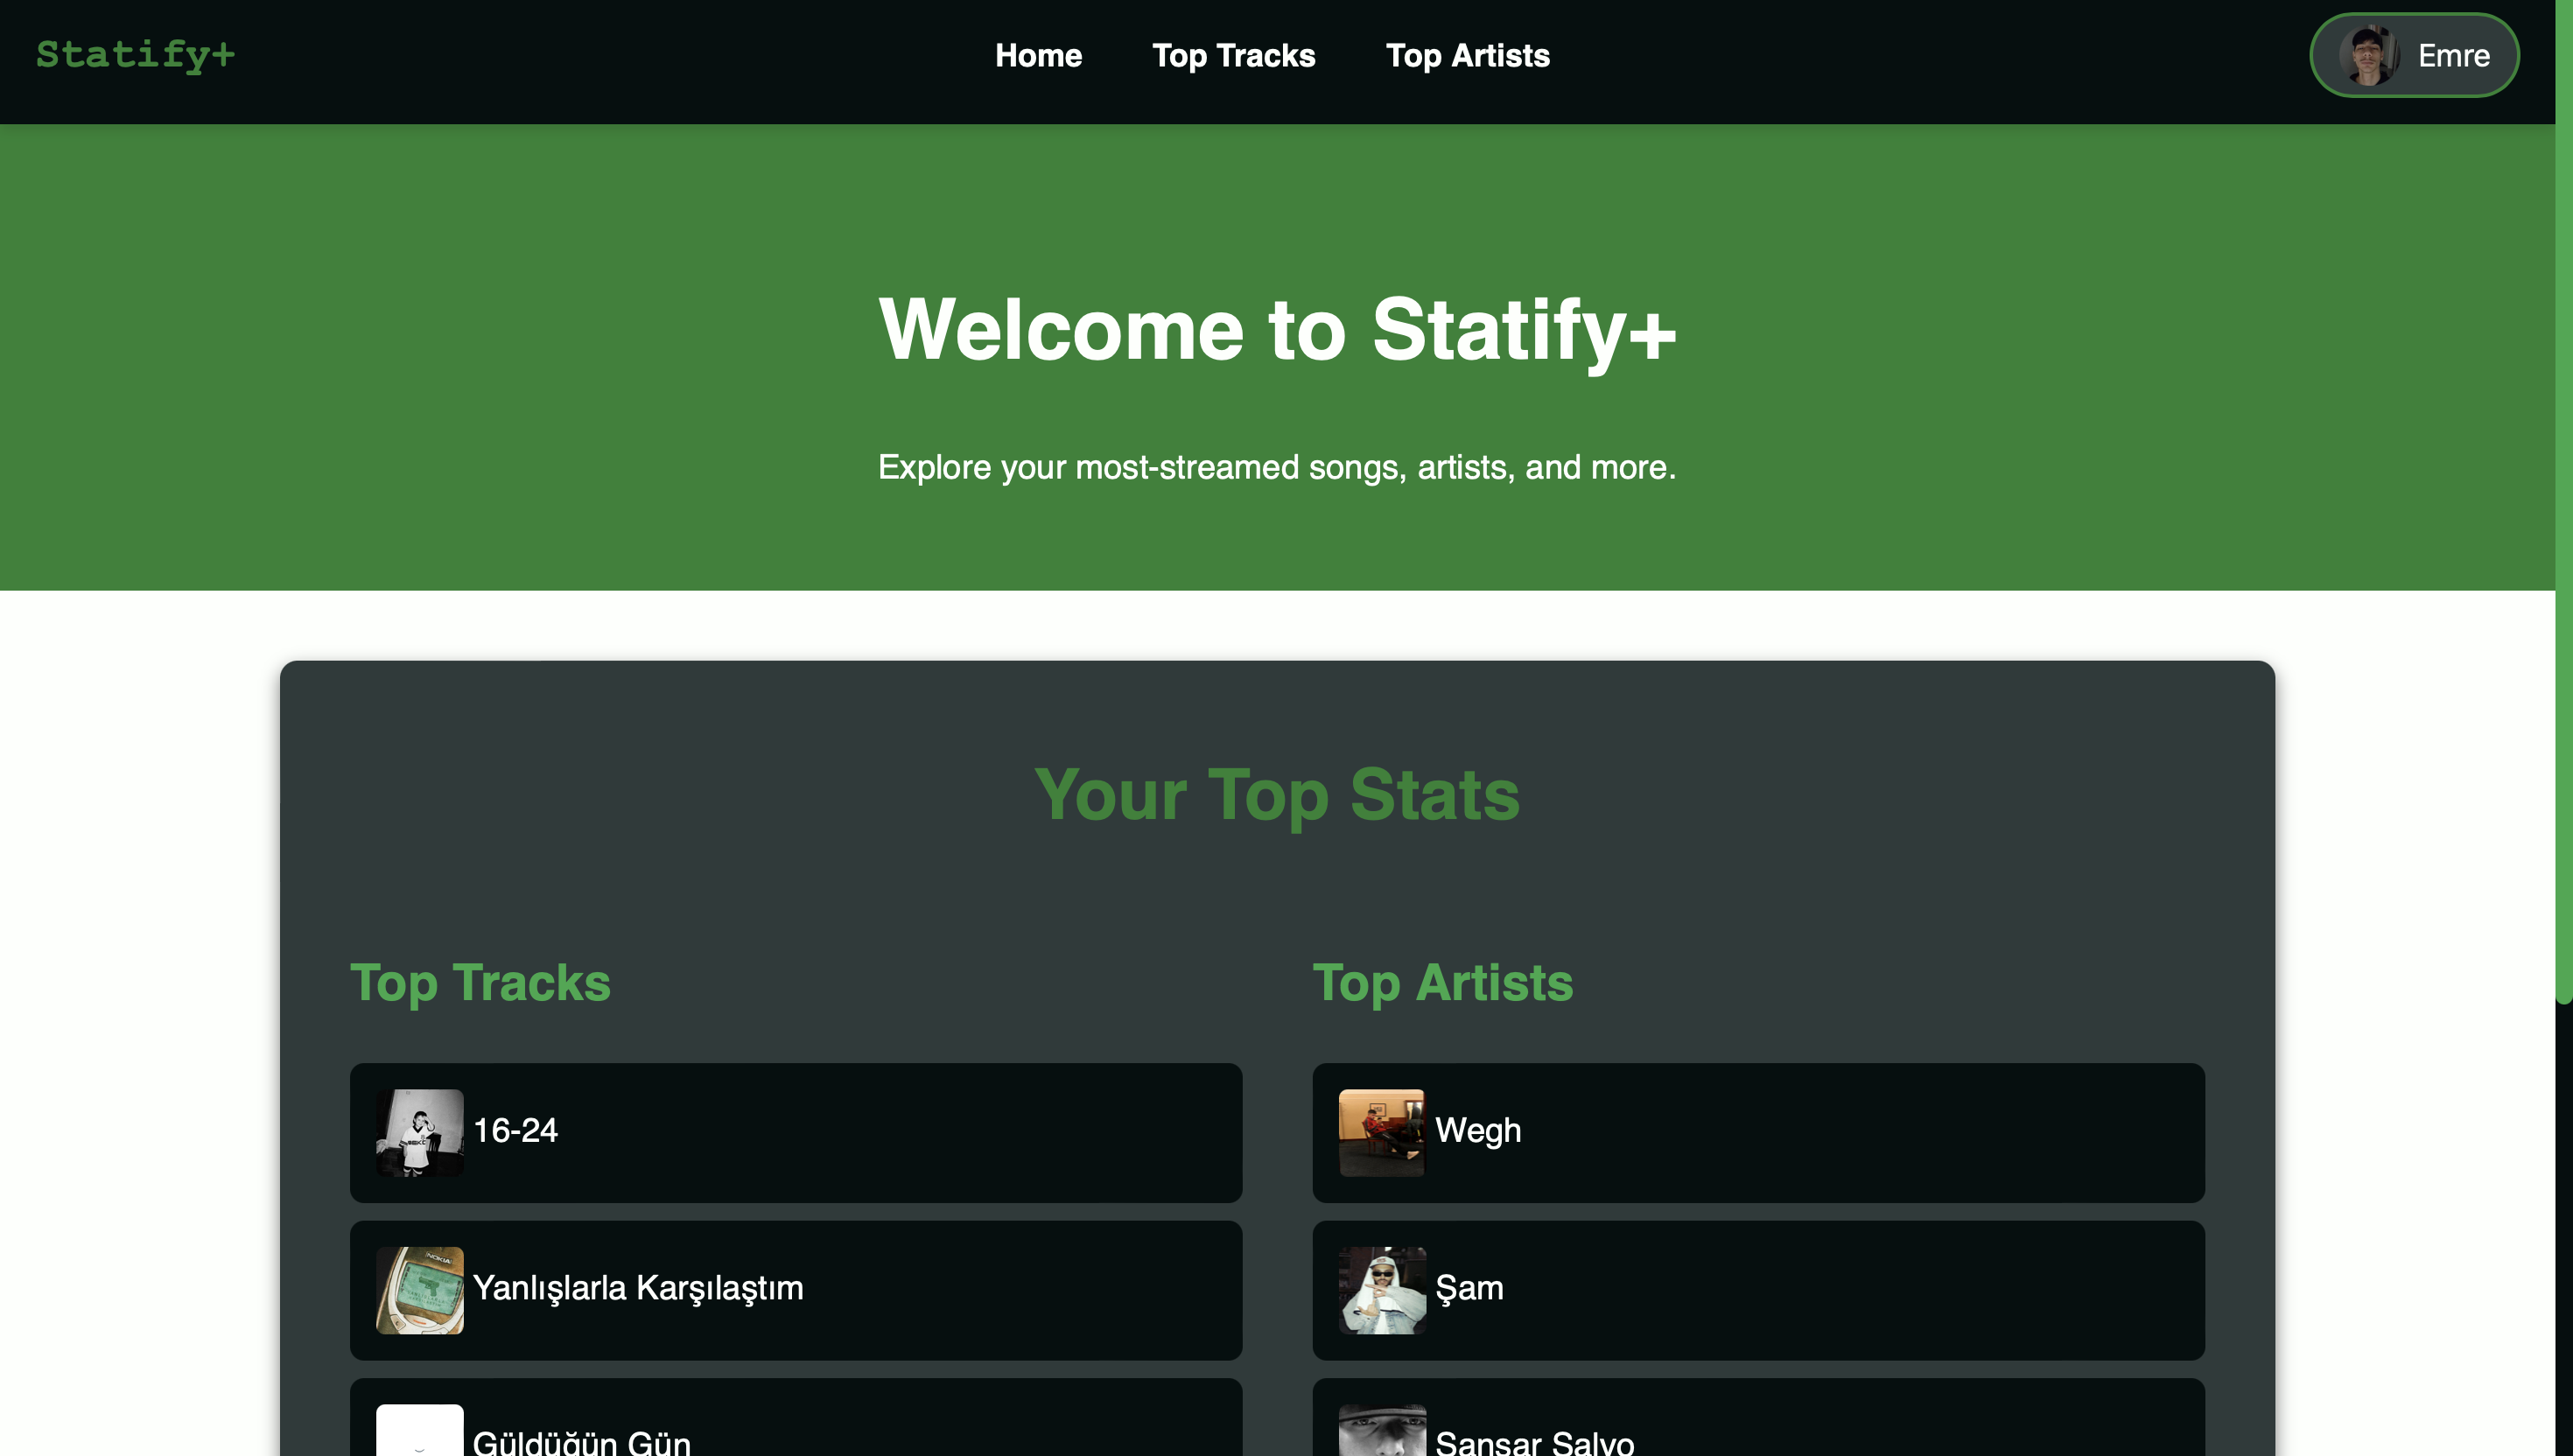 Statify+
Home
Top Tracks
Top Artists
Emre
Welcome to Statify+
Explore your most-streamed songs, artists, and more.
Your Top Stats
Top Tracks
16-24
Yanlışlarla Karşılaştım
Güldüğün Gün
Top Artists
Wegh
Şam
Sansar Salvo
NOKIA